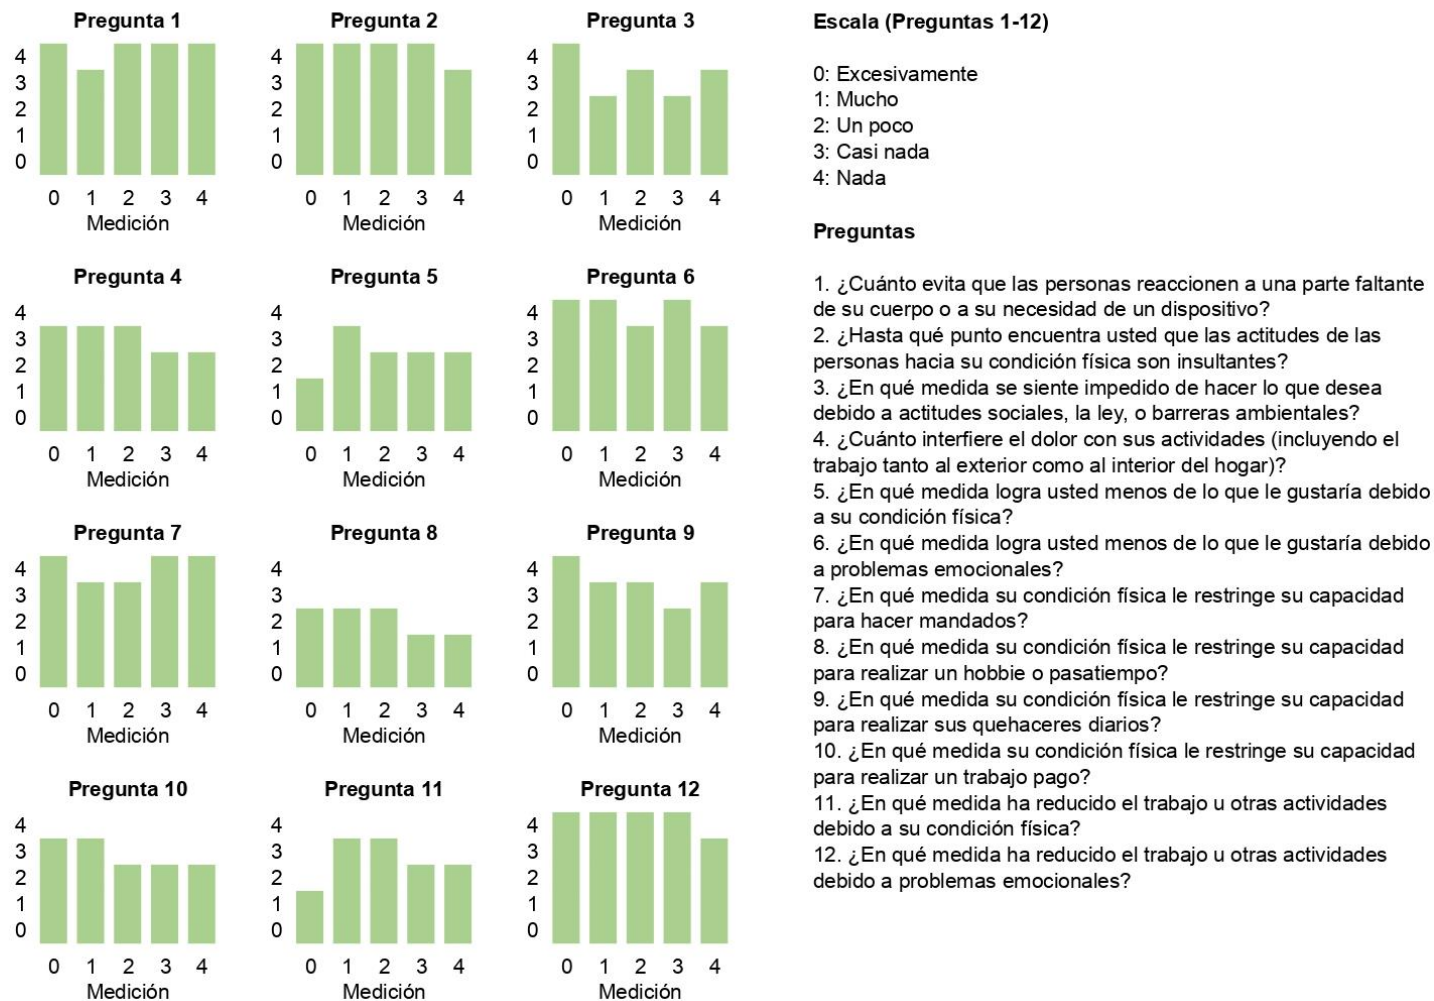 Pregunta 1
4
3
2
1
0
0 1 2 3 4
Medición
Pregunta 2
4
3
2
1
0
0 1 2 3 4
Medición
Pregunta 3
4
3
2
1
0
0 1 2 3 4
Medición
Pregunta 4
4
3
2
1
0
0 1 2 3 4
Medición
Pregunta 5
4
3
2
1
0
0 1 2 3 4
Medición
Pregunta 6
4
3
2
1
0
0 1 2 3 4
Medición
Pregunta 7
4
3
2
1
0
0 1 2 3 4
Medición
Pregunta 8
4
3
2
1
0
0 1 2 3 4
Medición
Pregunta 9
4
3
2
1
0
0 1 2 3 4
Medición
Pregunta 10
4
3
2
1
0
0 1 2 3 4
Medición
Pregunta 11
4
3
2
1
0
0 1 2 3 4
Medición
Pregunta 12
4
3
2
1
0
0 1 2 3 4
Medición
Escala (Preguntas 1-12)
0: Excesivamente
1: Mucho
2: Un poco
3: Casi nada
4: Nada
Preguntas
1. ¿Cuánto evita que las personas reaccionen a una parte faltante
de su cuerpo o a su necesidad de un dispositivo?
2. ¿Hasta qué punto encuentra usted que las actitudes de las
personas hacia su condición física son insultantes?
3. ¿En qué medida se siente impedido de hacer lo que desea
debido a actitudes sociales, la ley, o barreras ambientales?
4. ¿Cuánto interfiere el dolor con sus actividades (incluyendo el
trabajo tanto al exterior como al interior del hogar)?
5. ¿En qué medida logra usted menos de lo que le gustaría debido
a su condición física?
6. ¿En qué medida logra usted menos de lo que le gustaría debido
a problemas emocionales?
7. ¿En qué medida su condición física le restringe su capacidad
para hacer mandados?
8. ¿En qué medida su condición física le restringe su capacidad
para realizar un hobbie o pasatiempo?
9. ¿En qué medida su condición física le restringe su capacidad
para realizar sus quehaceres diarios?
10. ¿En qué medida su condición física le restringe su capacidad
para realizar un trabajo pago?
11. ¿En qué medida ha reducido el trabajo u otras actividades
debido a su condición física?
12. ¿En qué medida ha reducido el trabajo u otras actividades
debido a problemas emocionales?